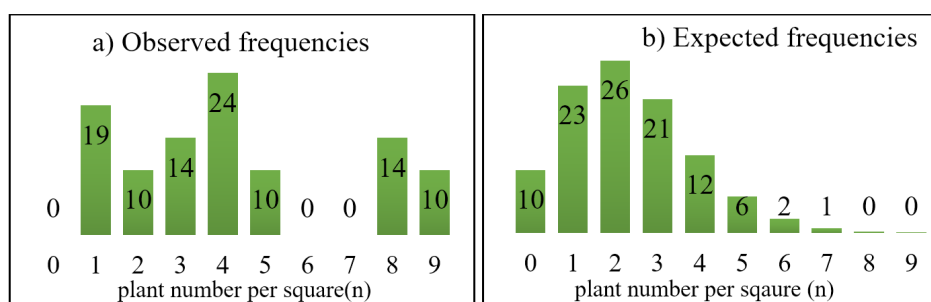 a) Observed frequencies
0 19 10 14 24 10 0 0 14 10
0 1 2 3 4 5 6 7 8 9
plant number per square(n)
b) Expected frequencies
10 23 26 21 12 6 2 1 0 0
0 1 2 3 4 5 6 7 8 9
plant number per sqaure (n)